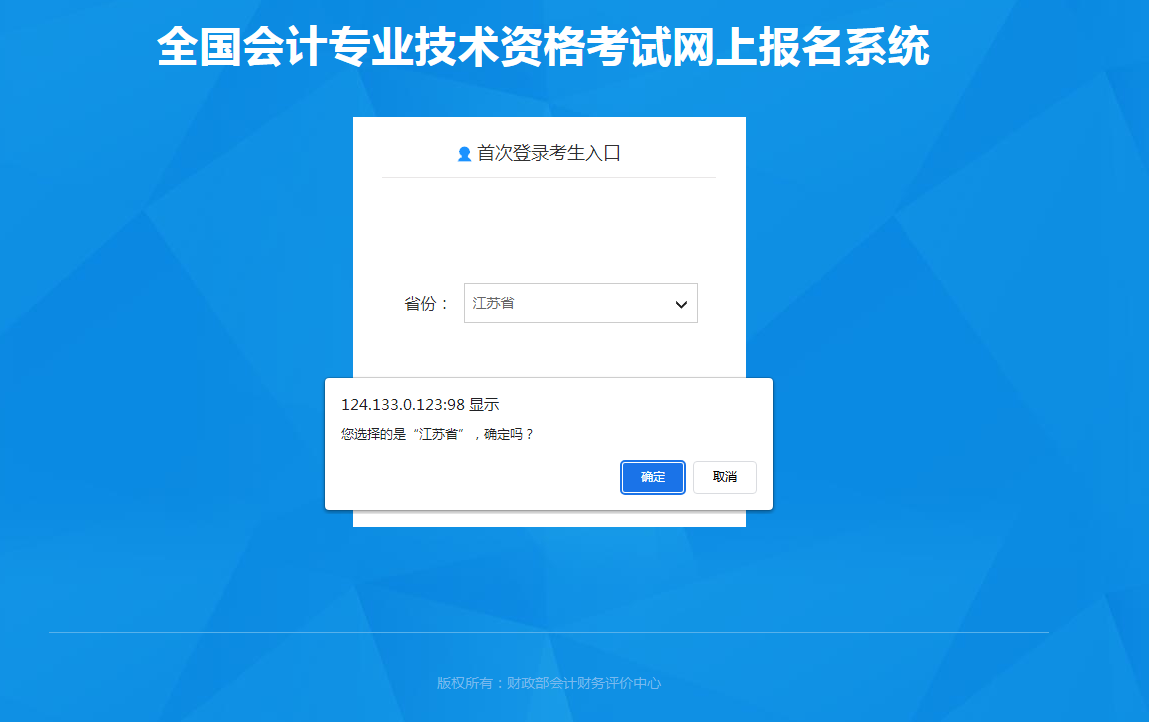 全国会计专业技术资格考试网上报名系统
首次登录考生入口
省份： 江苏省
124.133.0.123:98 显示
您选择的是“江苏省”，确定吗？
确定 取消
版权所有：财政部会计财务评价中心